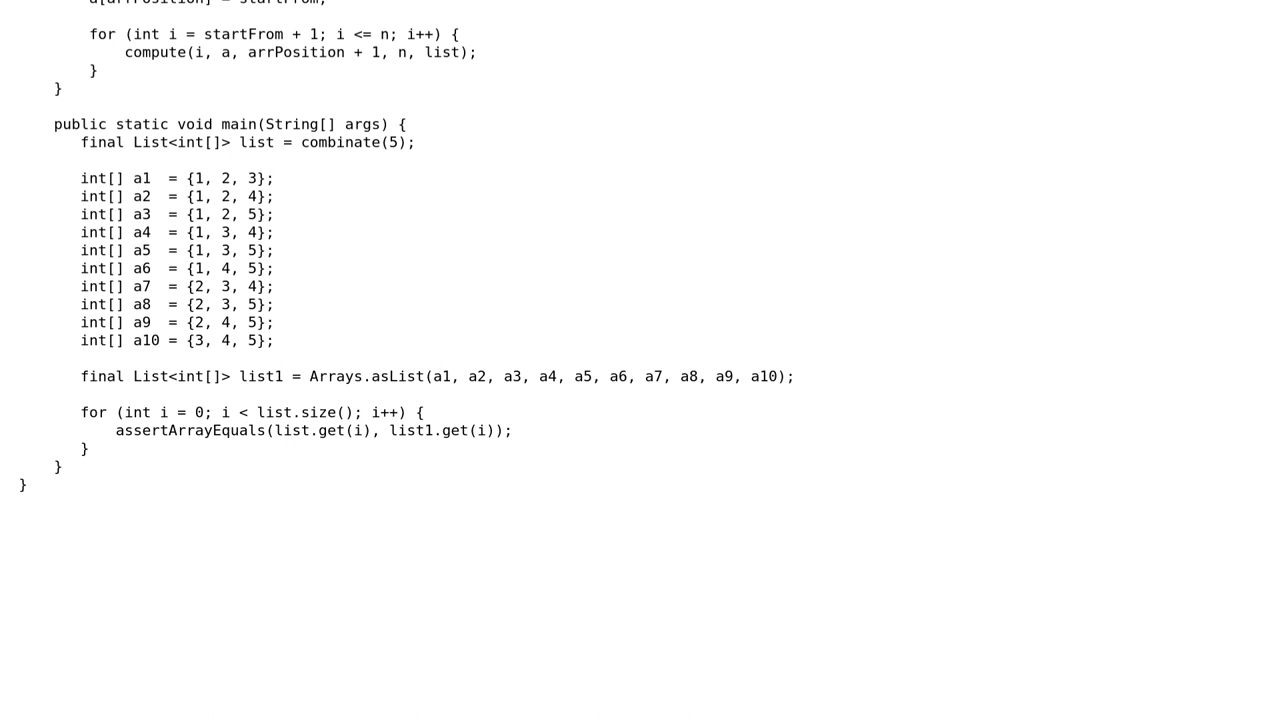 a[arrPosition] = startFrom;
for (int i = startFrom + 1; i <= n; i++) {
compute(i, a, arrPosition + 1, n, list);
}
}
public static void main(String[] args) {
final List<int[]> list = combinate(5);
int[] a1  = {1, 2, 3};
int[] a2  = {1, 2, 4};
int[] a3  = {1, 2, 5};
int[] a4  = {1, 3, 4};
int[] a5  = {1, 3, 5};
int[] a6  = {1, 4, 5};
int[] a7  = {2, 3, 4};
int[] a8  = {2, 3, 5};
int[] a9  = {2, 4, 5};
int[] a10 = {3, 4, 5};
final List<int[]> list1 = Arrays.asList(a1, a2, a3, a4, a5, a6, a7, a8, a9, a10);
for (int i = 0; i < list.size(); i++) {
assertArrayEquals(list.get(i), list1.get(i));
}
}
}